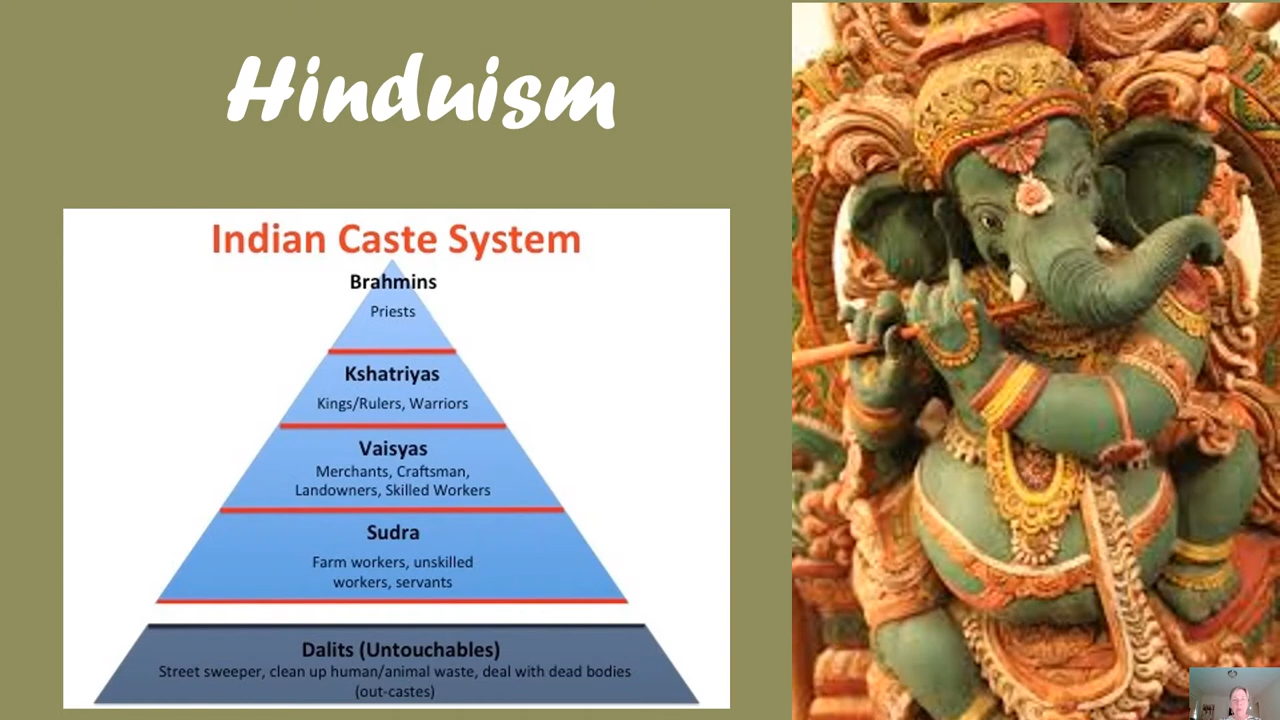 Hinduism
Indian Caste System
Brahmins
Priests
Kshatriyas
Kings/Rulers, Warriors
Vaisyas
Merchants, Craftsman,
Landowners, Skilled Workers
Sudra
Farm workers, unskilled
workers, servants
Dalits (Untouchables)
Street sweeper, clean up human/animal waste, deal with dead bodies
(out-castes)